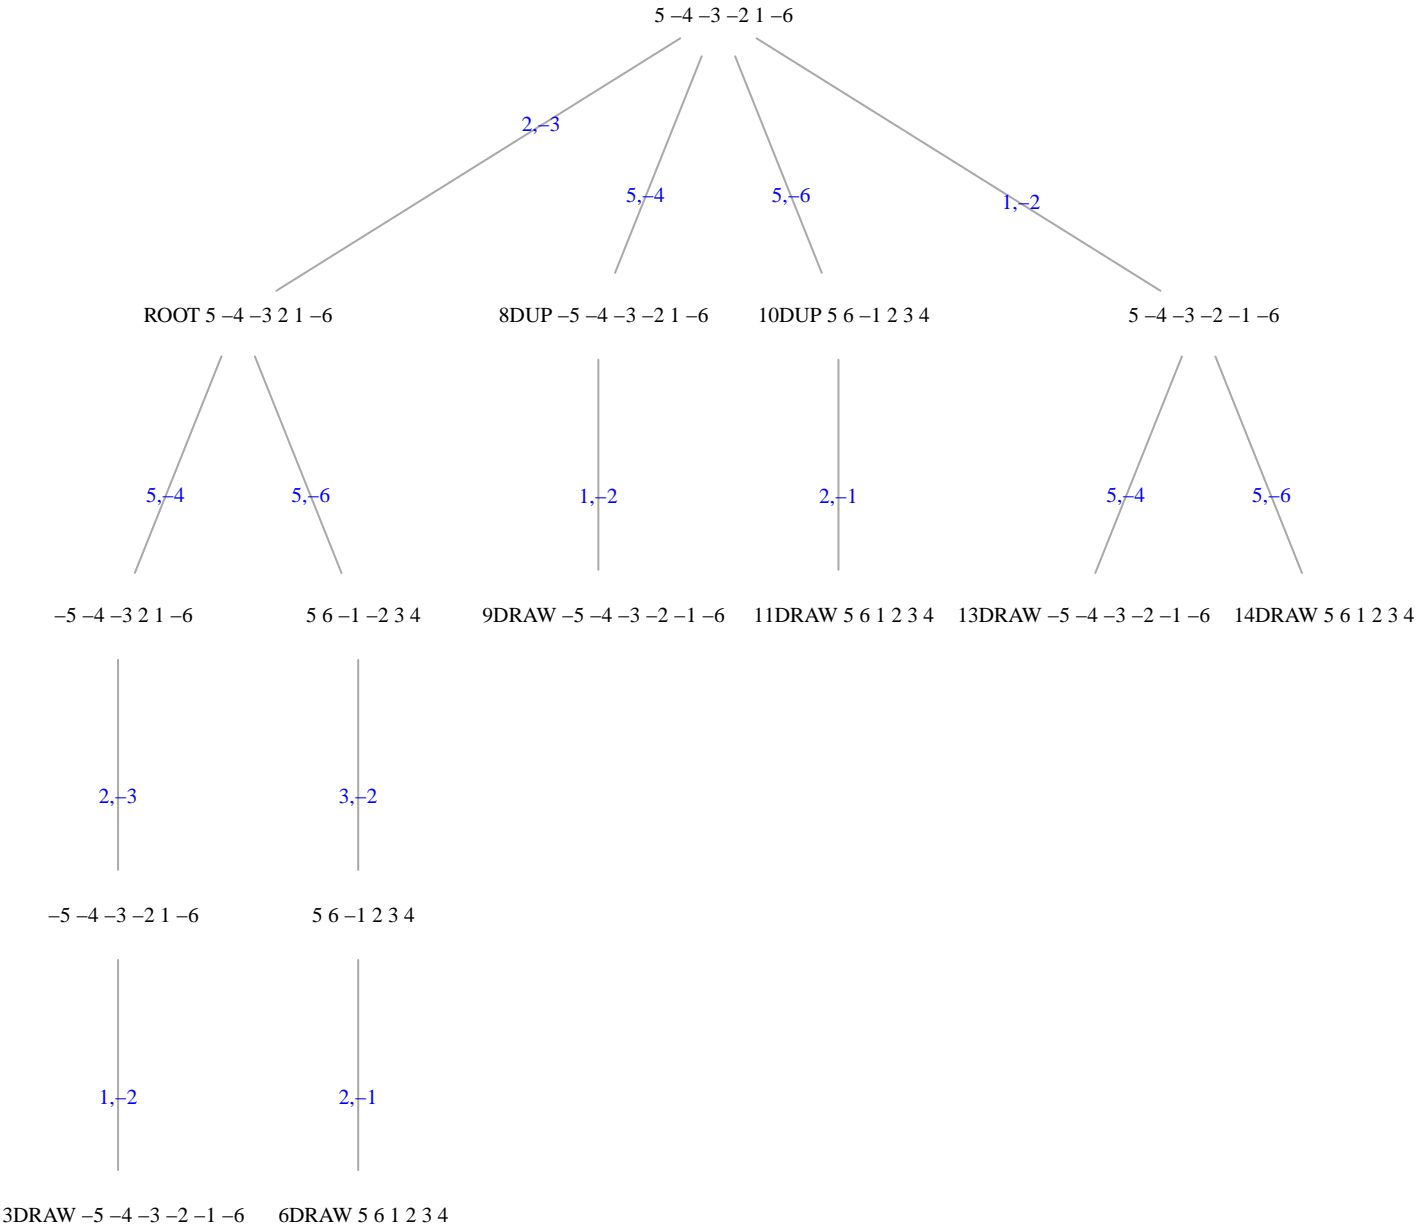 5 –4 –3 –2 1 –6
2,–3
5,–4
5,–6
1,–2
ROOT 5 –4 –3 2 1 –6
8DUP –5 –4 –3 –2 1 –6
10DUP 5 6 –1 2 3 4
5 –4 –3 –2 –1 –6
5,–4
5,–6
1,–2
2,–1
5,–4
5,–6
–5 –4 –3 2 1 –6
5 6 –1 –2 3 4
9DRAW –5 –4 –3 –2 –1 –6
11DRAW 5 6 1 2 3 4
13DRAW –5 –4 –3 –2 –1 –6
14DRAW 5 6 1 2 3 4
2,–3
3,–2
–5 –4 –3 –2 1 –6
5 6 –1 2 3 4
1,–2
2,–1
3DRAW –5 –4 –3 –2 –1 –6
6DRAW 5 6 1 2 3 4